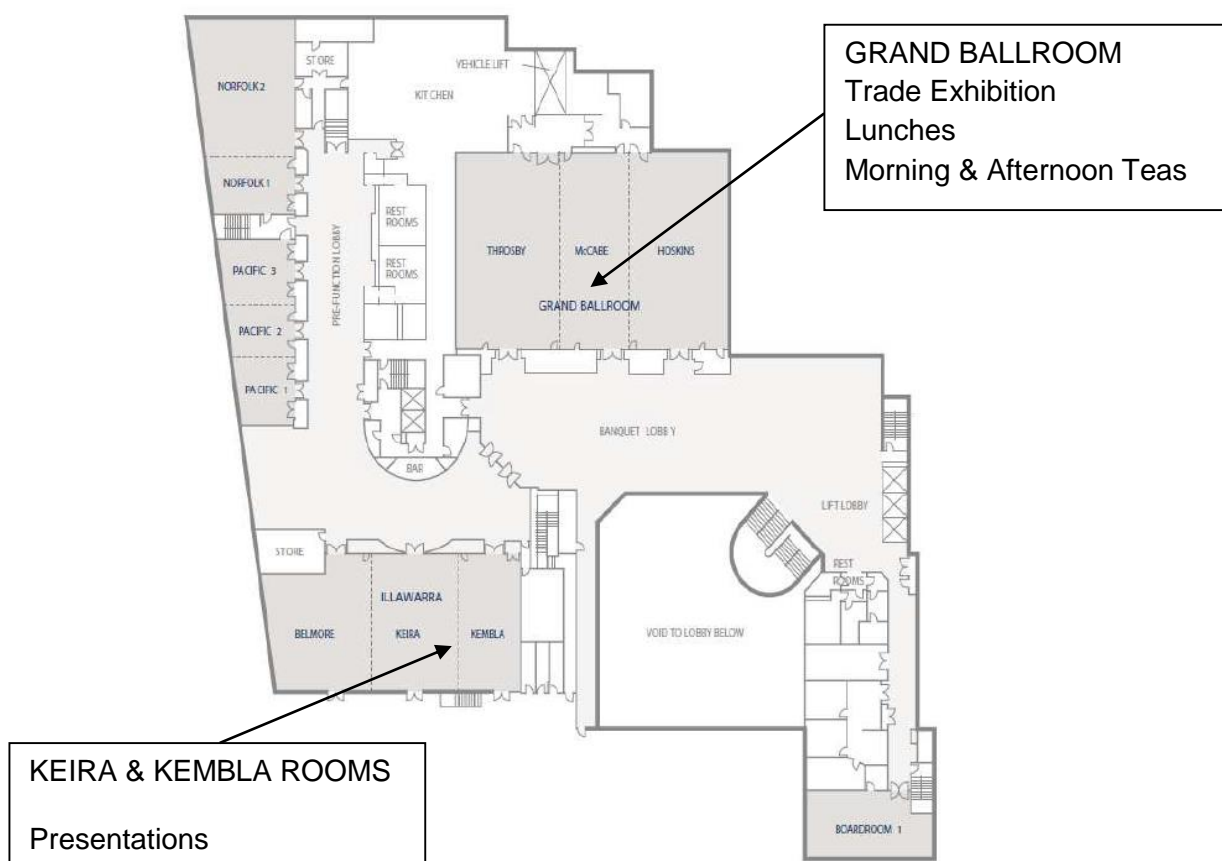 GRAND BALLROOM
Trade Exhibition
Lunches
Morning & Afternoon Teas
STORE
VEHICLE LIFT
NORFOLK 2
KITCHEN
NORFOLK 1
REST
ROOMS
THROSBY
McCABE
HOSKINS
PACIFIC 3
REST
ROOMS
PRE-FUNCTION LOBBY
GRAND BALLROOM
PACIFIC 2
PACIFIC 1
BANQUET LOBBY
BAR
LIFT LOBBY
STORE
REST
ROOMS
ILLAWARRA
BELMORE
KEIRA
KEMBLA
VOID TO LOBBY BELOW
KEIRA & KEMBLA ROOMS
Presentations
BOARDROOM 1